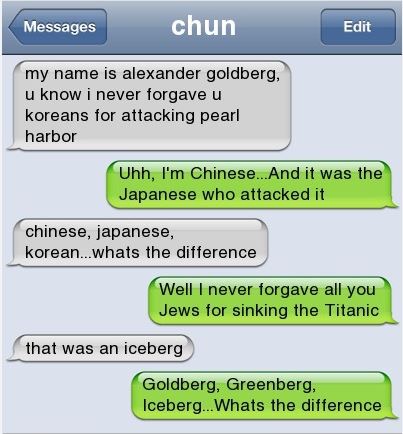 Messages chun Edit
my name is alexander goldberg,
u know i never forgave u
koreans for attacking pearl
harbor
Uhh, I'm Chinese...And it was the
Japanese who attacked it
chinese, japanese,
korean...whats the difference
Well I never forgave all you
Jews for sinking the Titanic
that was an iceberg
Goldberg, Greenberg,
Iceberg...Whats the difference